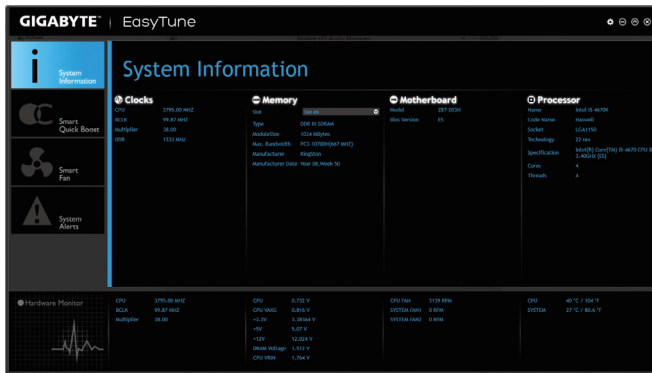 GIGABYTE™ | EasyTune
System Information
System Information
Smart Quick Boost
Smart Fan
System Alerts
Clocks
CPU 3795.00 MHZ
BCLK 99.87 MHZ
Multiplier 38.00
DDR 1333 MHz
Memory
Slot
Type DDR III SDRAM
ModuleSize 1024 MBytes
Max. Bandwidth PC3-10700H(667 MHZ)
Manufacturer KingSton
Manufacturer Date Year 08,Week 50
Motherboard
Model Z87 DS3H
Bios Version E5
Processor
Name Intel i5 4670K
Code Name Haswell
Socket LGA1150
Technology 22 nm
Specification Intel(R) Core(TM) i5-4670 CPU
3.40GHz (ES)
Cores 4
Threads 4
Hardware Monitor
CPU 3795.00 MHZ
BCLK 99.87 MHZ
Multiplier 38.00
CPU 0.732 V
CPU VAXG 0.816 V
+3.3V 3.38364 V
+5V 5.07 V
+12V 12.024 V
DRAM Voltage 1.512 V
CPU VRIN 1.764 V
CPU FAN 3139 RPM
SYSTEM FAN1 0 RPM
SYSTEM FAN2 0 RPM
CPU 40 °C / 104 °F
SYSTEM 27 °C / 80.6 °F